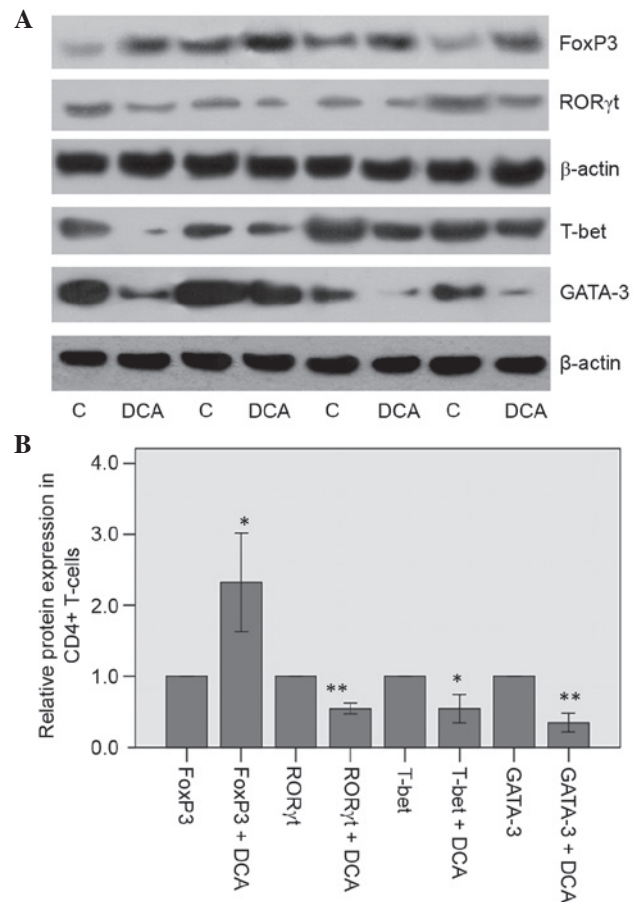 A
FoxP3
RORγt
β-actin
T-bet
GATA-3
β-actin
C DCA C DCA C DCA C DCA
B
Relative protein expression in
CD4+ T-cells
4.0
3.0
2.0
1.0
0.0
*
**
*
**
FoxP3
FoxP3 + DCA
RORγt
RORγt + DCA
T-bet
T-bet + DCA
GATA-3
GATA-3 + DCA